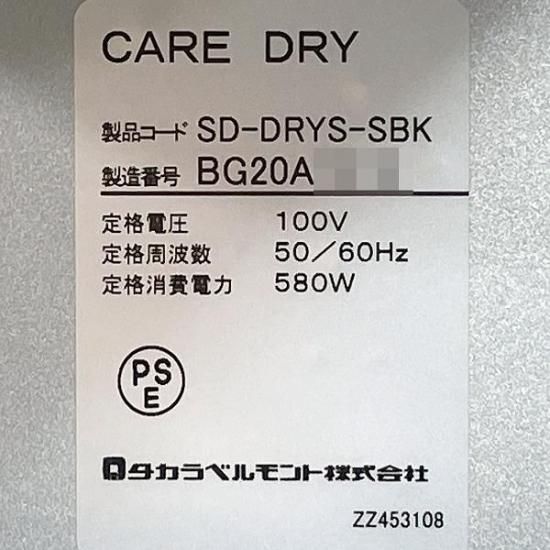 CARE DRY
製品コード SD-DRYS-SBK
製造番号 BG20A
定格電圧 100V
定格周波数 50／60Hz
定格消費電力 580W
PS
E
タカラベルモント株式会社
ZZ453108